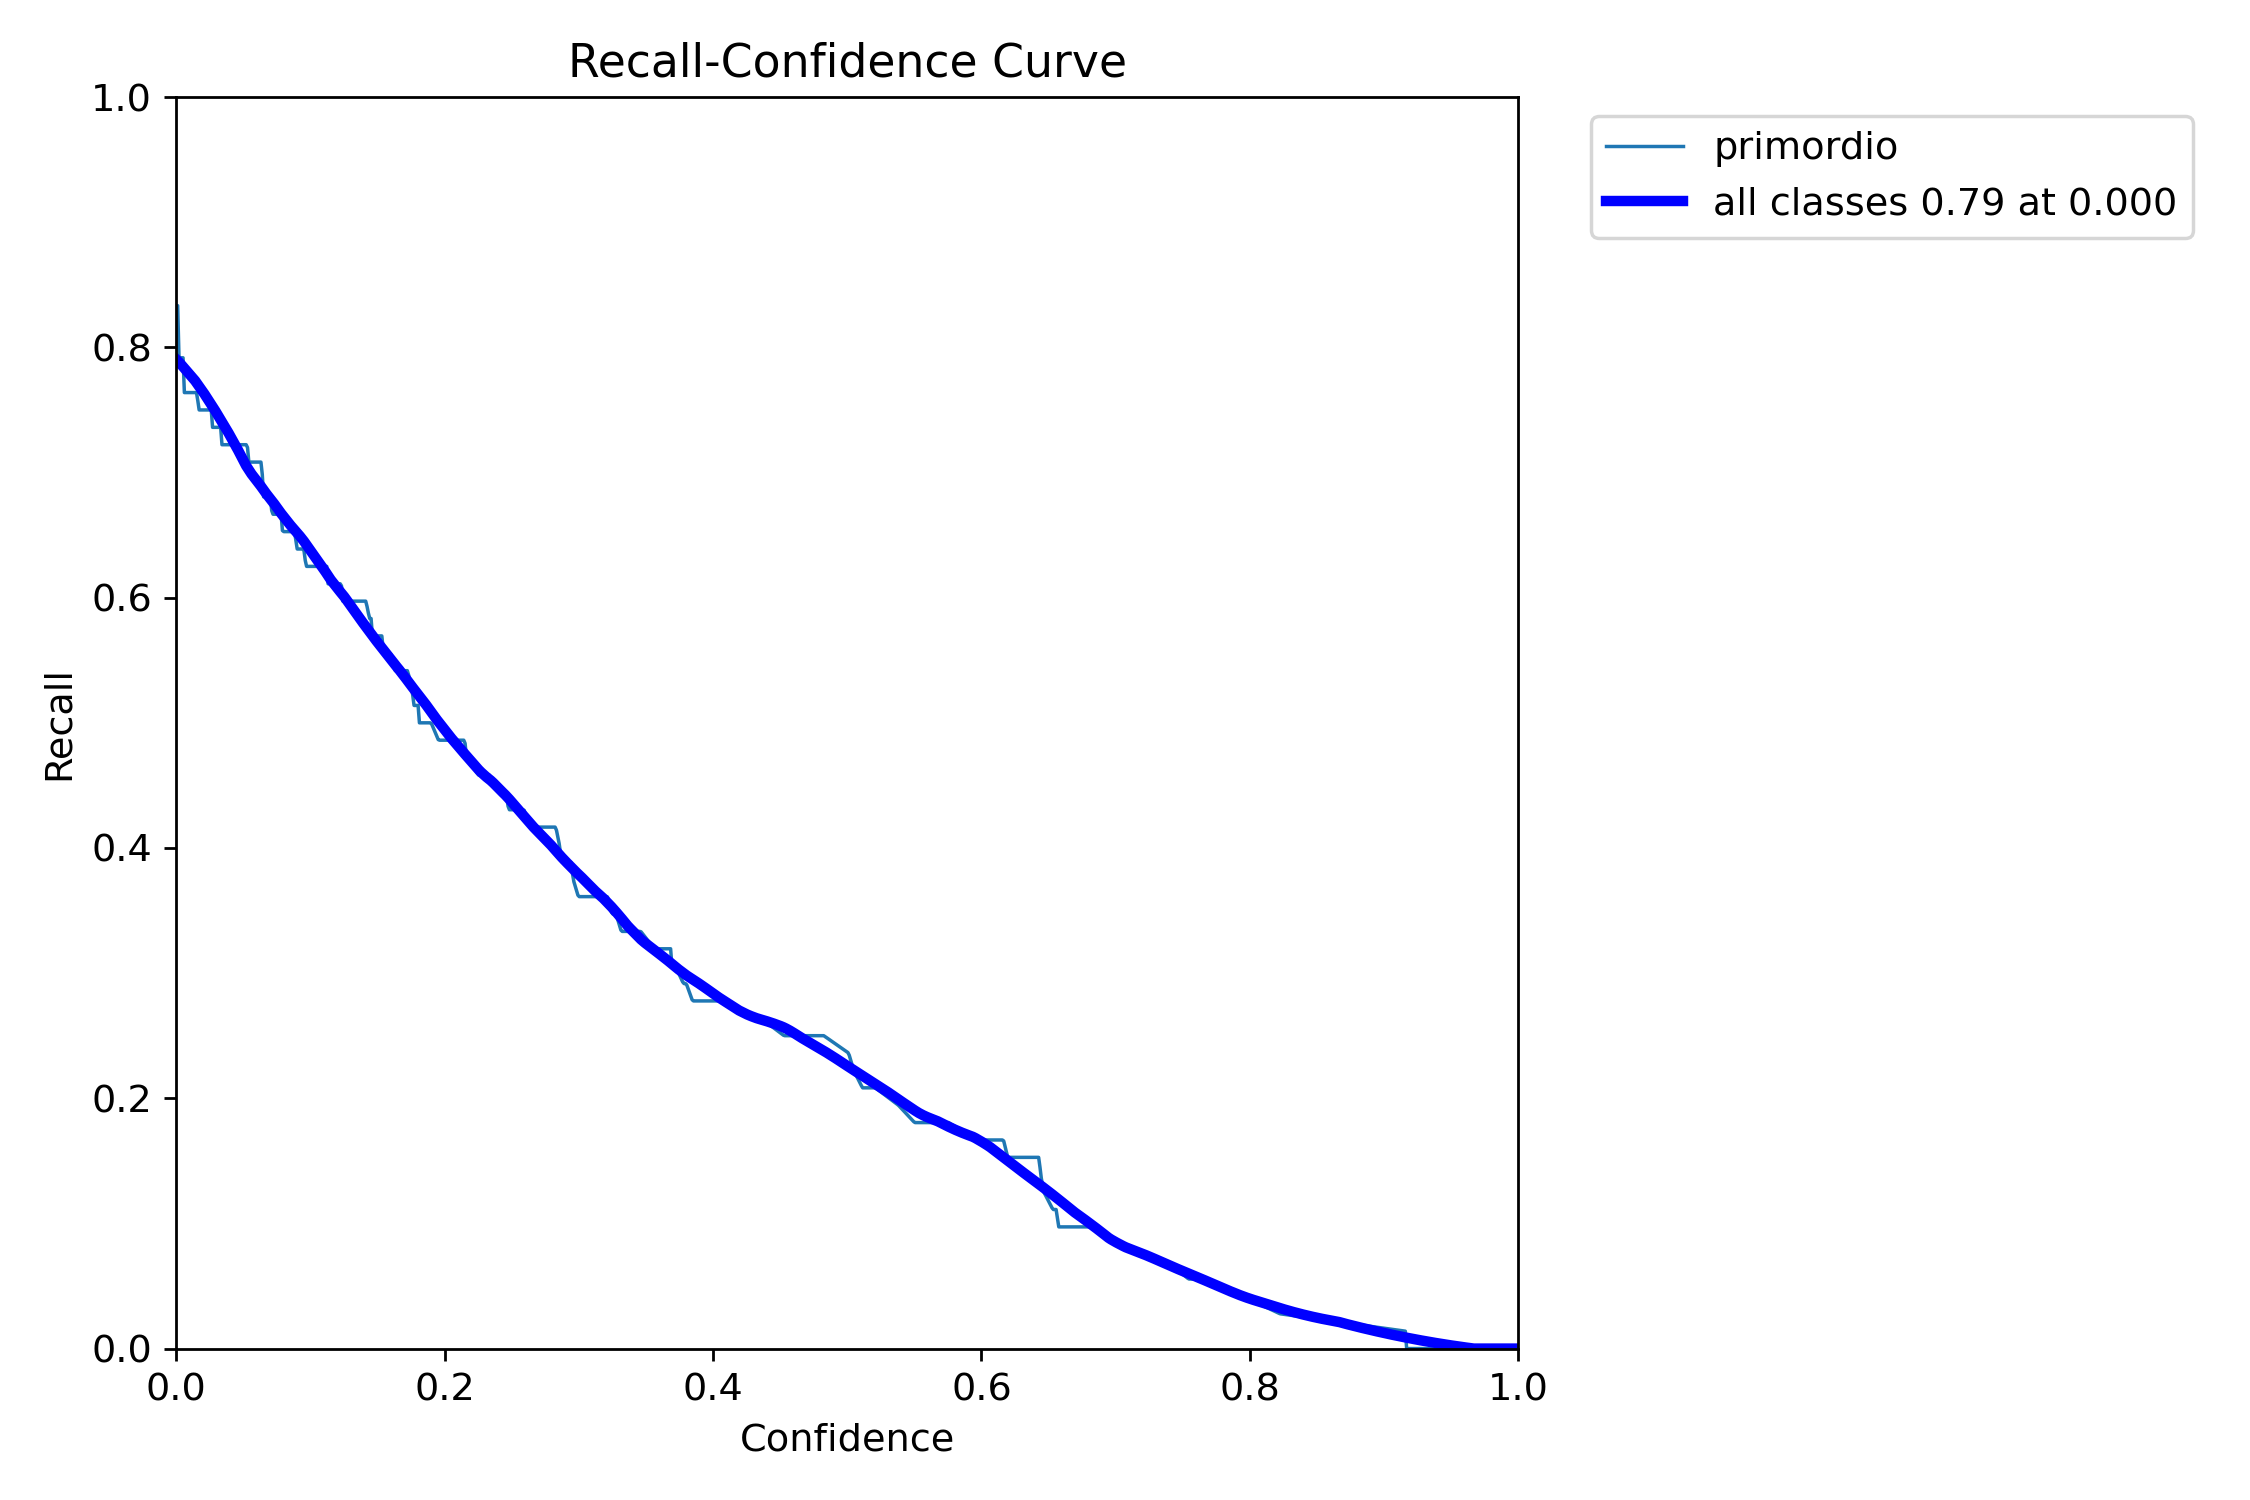 Recall-Confidence Curve
1.0
0.8
0.6
0.4
0.2
0.0
Recall
0.0 0.2 0.4 0.6 0.8 1.0
Confidence
primordio
all classes 0.79 at 0.000